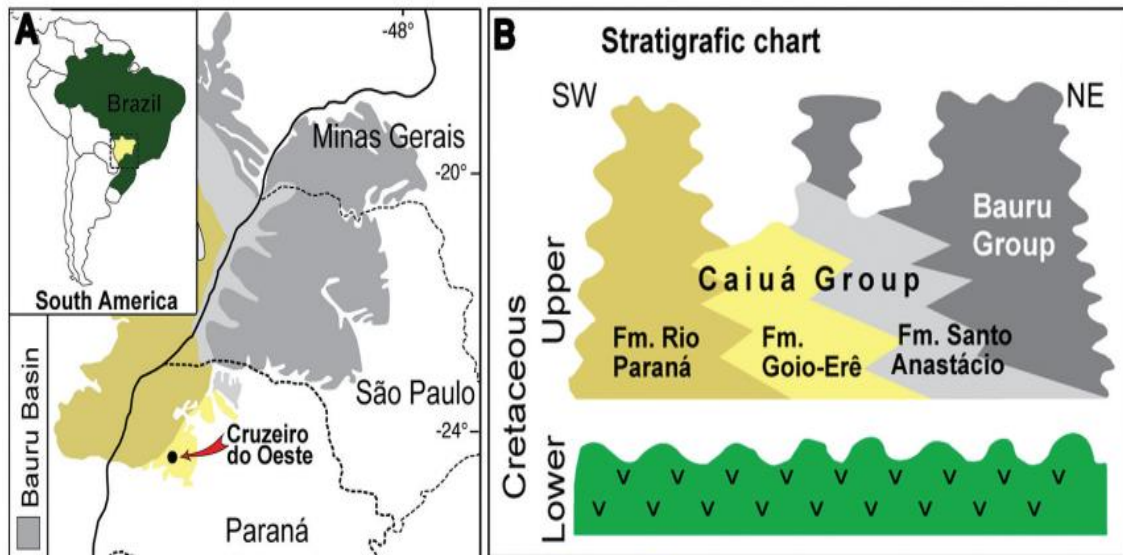 A
Brazil
South America
-48°
Minas Gerais
-20°
São Paulo
-24°
Cruzeiro
do Oeste
Paraná
Bauru Basin
B
Stratigrafic chart
SW
NE
Bauru
Group
Caiuá Group
Fm. Rio
Paraná
Fm.
Goio-Erê
Fm. Santo
Anastácio
Cretaceous
Upper
Lower
V V V V V V V V V
V V V V V V V V V V